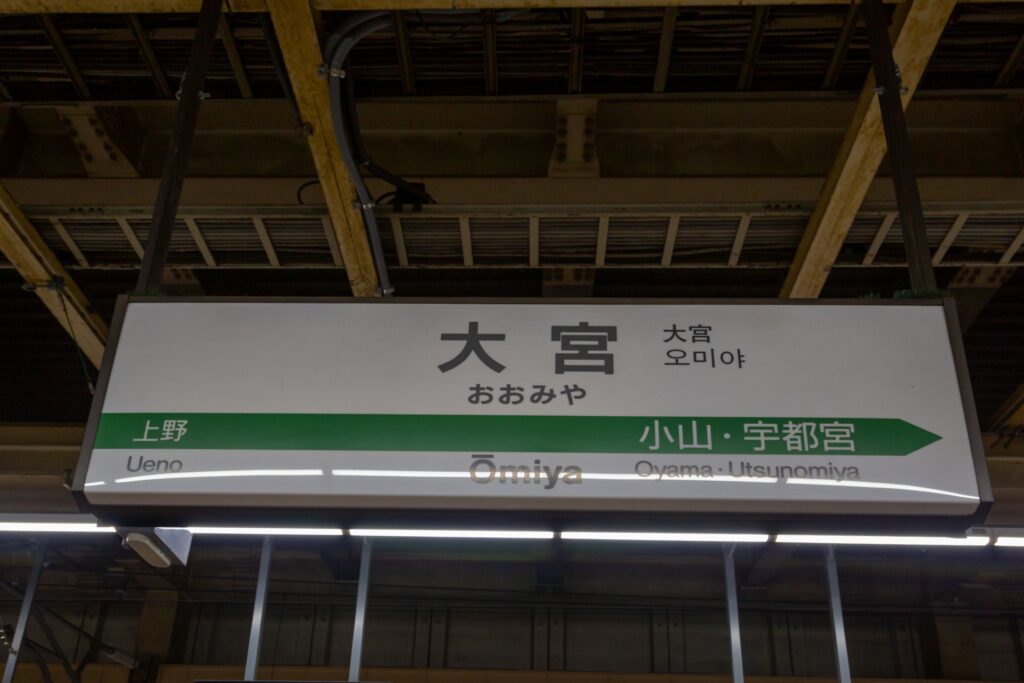 大宮
おおみや
大宮
오미야
上野
小山・宇都宮
Ueno
Ōmiya
Oyama・Utsunomiya